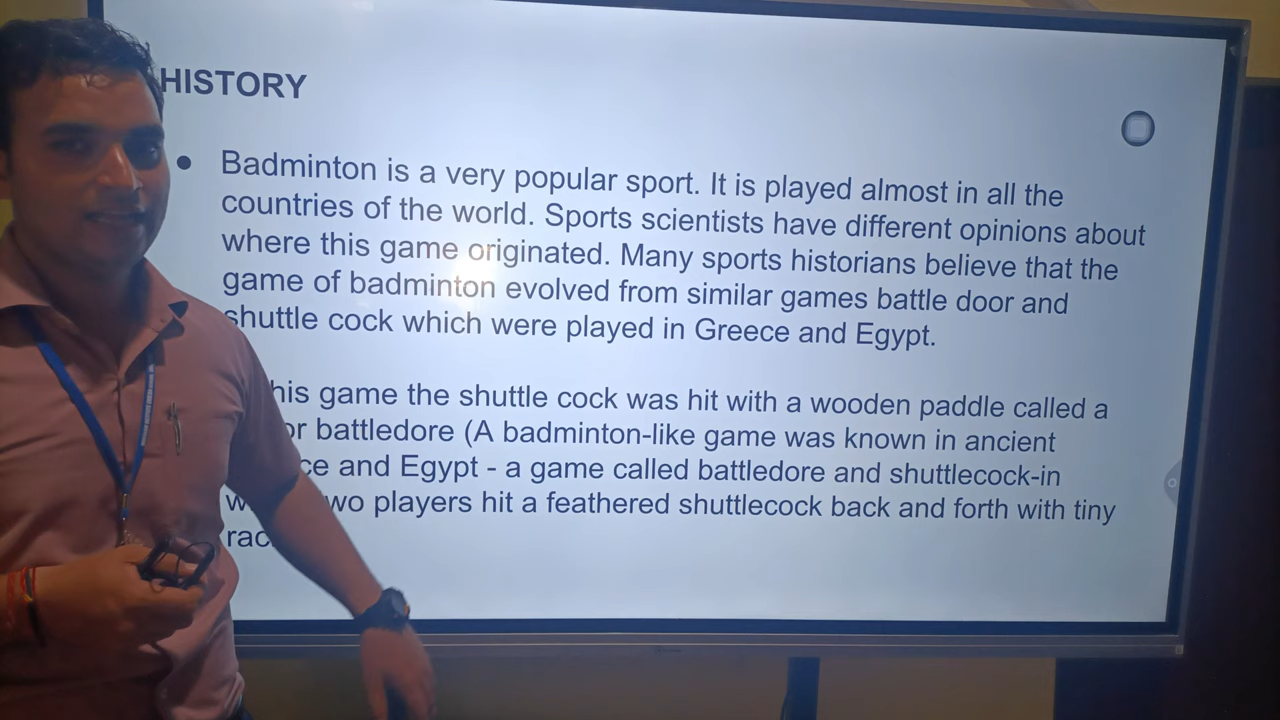 HISTORY
• Badminton is a very popular sport. It is played almost in all the
countries of the world. Sports scientists have different opinions about
where this game originated. Many sports historians believe that the
game of badminton evolved from similar games battle door and
shuttle cock which were played in Greece and Egypt.
game the shuttle cock was hit with a wooden paddle called a
battledore (A badminton-like game was known in ancient
and Egypt - a game called battledore and shuttlecock-in
players hit a feathered shuttlecock back and forth with tiny